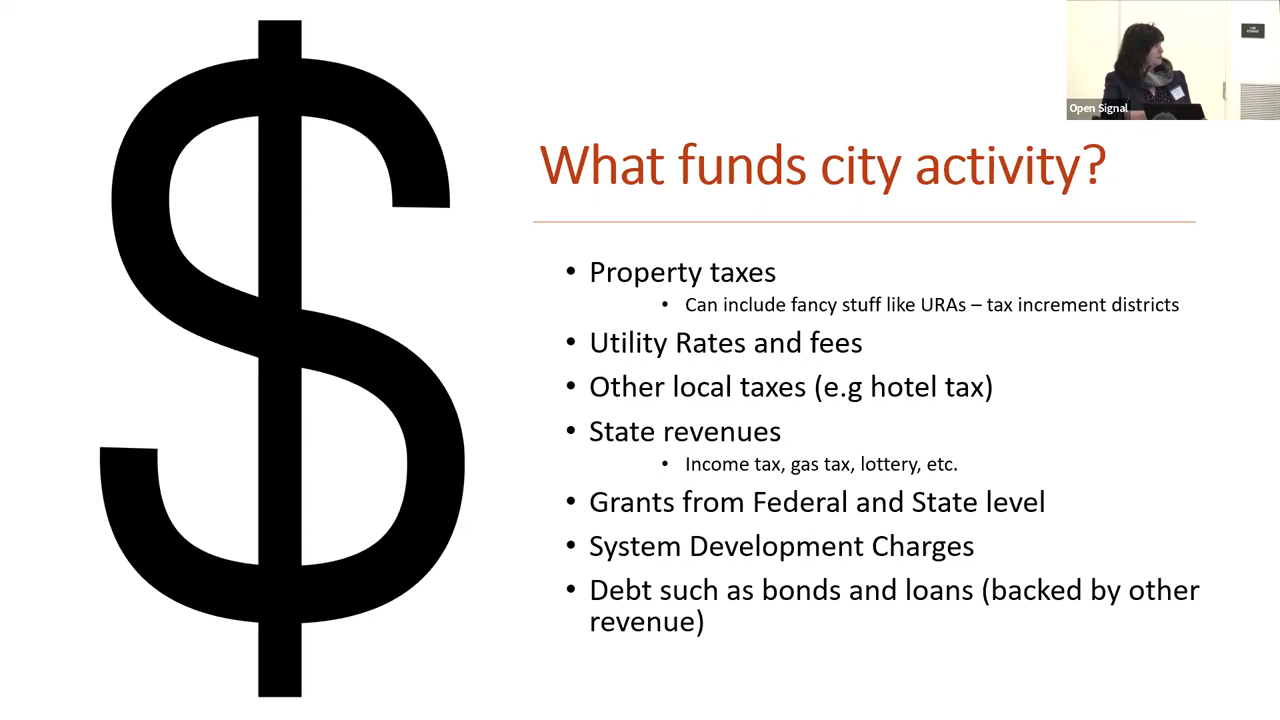 Open Signal
What funds city activity?
• Property taxes
• Can include fancy stuff like URAs – tax increment districts
• Utility Rates and fees
• Other local taxes (e.g hotel tax)
• State revenues
• Income tax, gas tax, lottery, etc.
• Grants from Federal and State level
• System Development Charges
• Debt such as bonds and loans (backed by other
revenue)
$